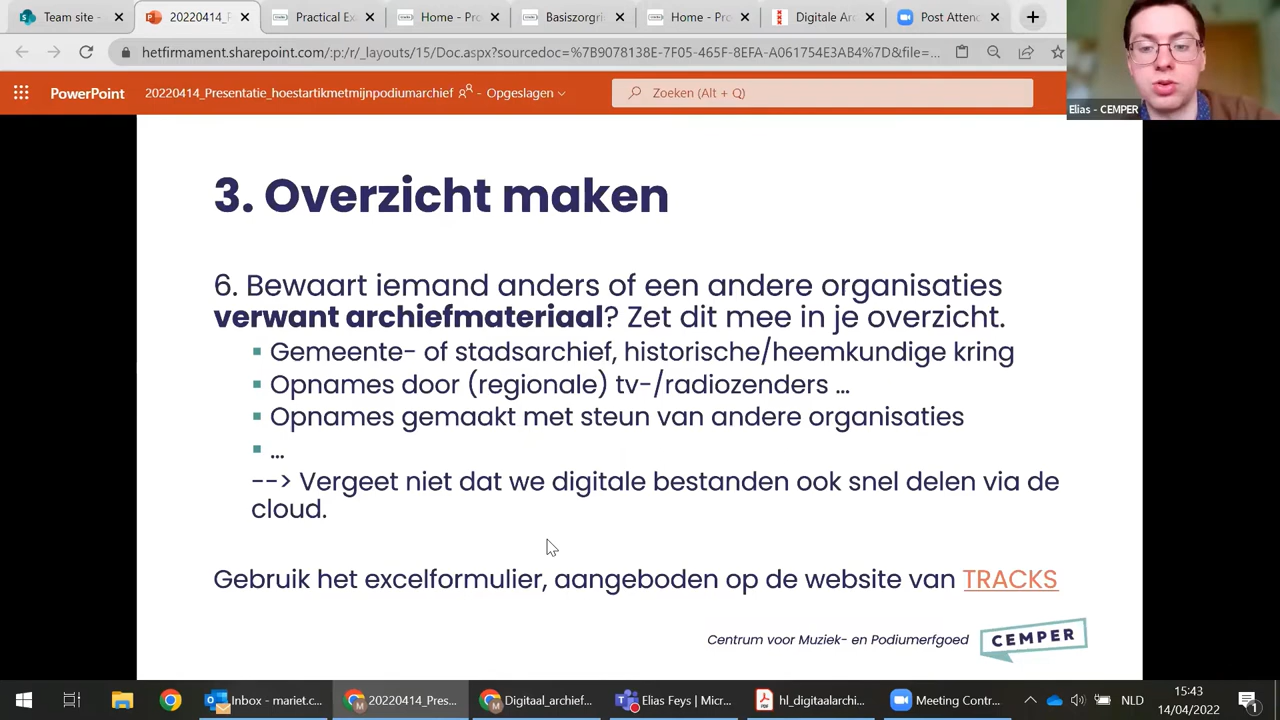 Team site -
20220414_
Practical Ex
Home - Pro
Basiszorgri
Home - Pro
Digitale Ar
Post Atten
hetfirmament.sharepoint.com/:p:/r/_layouts/15/Doc.aspx?sourcedoc=%7B9078138E-7F05-465F-8EFA-A061754E3AB4%7D&file=...
PowerPoint
20220414_Presentatie_hoestartikmetmijnpodiumarchief - Opgeslagen
Zoeken (Alt + Q)
Elias - CEMPER
3. Overzicht maken
6. Bewaart iemand anders of een andere organisaties
verwant archiefmateriaal? Zet dit mee in je overzicht.
Gemeente- of stadsarchief, historische/heemkundige kring
Opnames door (regionale) tv-/radiozenders …
Opnames gemaakt met steun van andere organisaties
…
--> Vergeet niet dat we digitale bestanden ook snel delen via de
cloud.
Gebruik het excelformulier, aangeboden op de website van TRACKS
Centrum voor Muziek- en Podiumerfgoed
CEMPER
Inbox - mariet.c...
20220414_Pres...
Digitaal_archief...
Elias Feys | Micr...
hl_digitaalarchi...
Meeting Contr...
NLD
15:43
14/04/2022
1